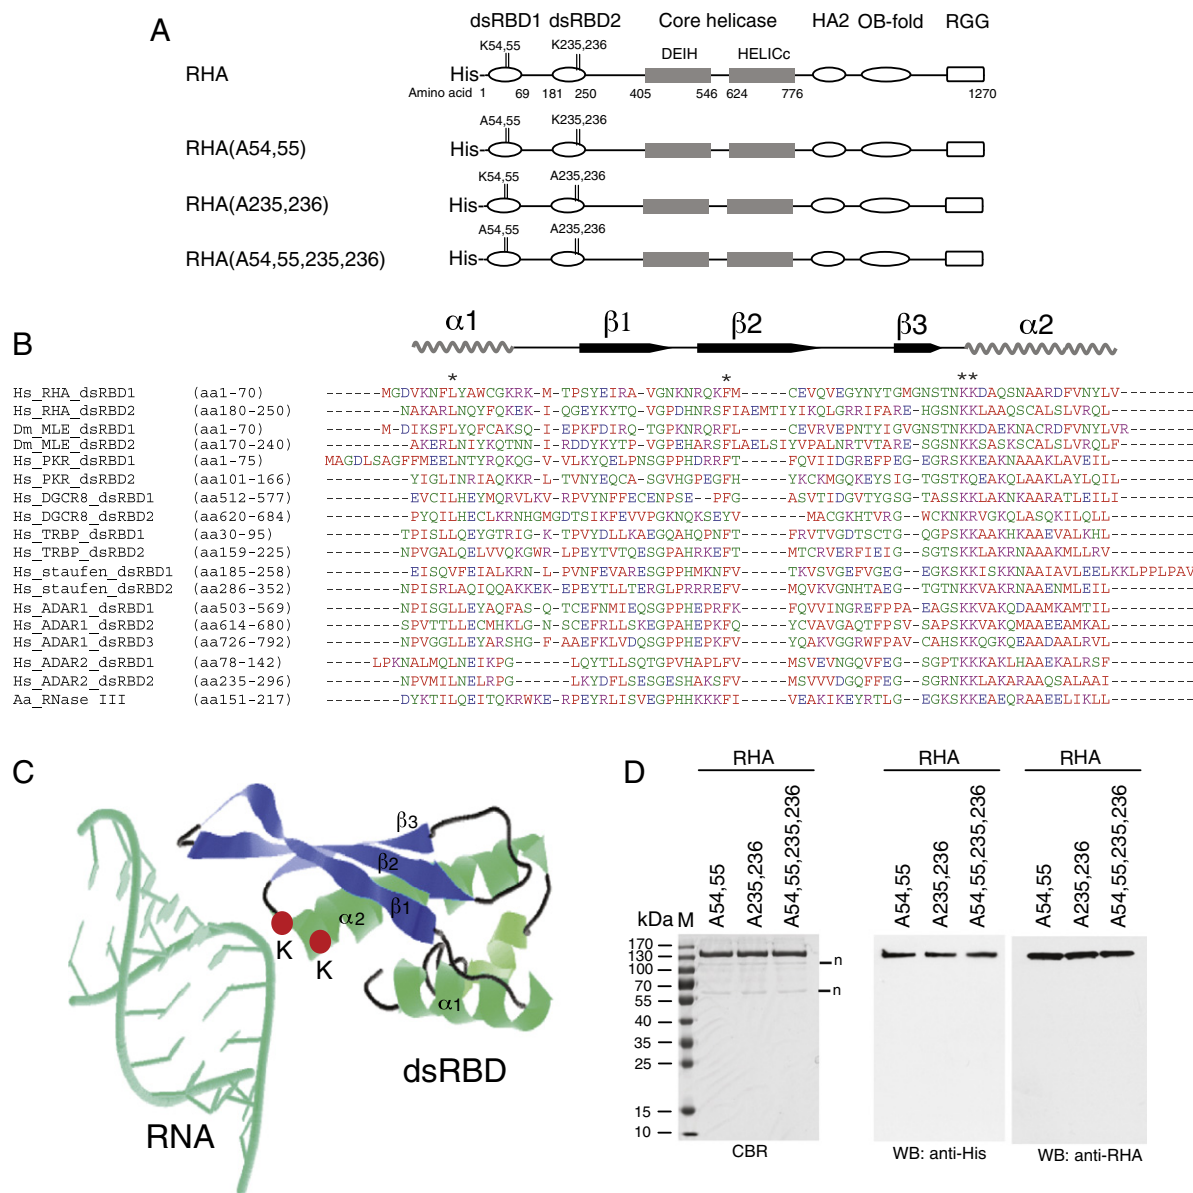 A
dsRBD1 dsRBD2 Core helicase HA2 OB-fold RGG
K54,55 K235,236 DEIH HELICc
RHA His
Amino acid 1 69 181 250 405 546 624 776 1270
A54,55 K235,236
RHA(A54,55) His
K54,55 A235,236
RHA(A235,236) His
A54,55 A235,236
RHA(A54,55,235,236) His
B
α1 β1 β2 β3 α2
* * **
Hs_RHA_dsRBD1 (aa1-70) ------MGDVKNFLYAWCGKRK-M-TPSYEIRA-VGNKNRQKFM-----CEVQVEGYNYTGMGNSTNKKDAQSNAARDFVNYLV----------
Hs_RHA_dsRBD2 (aa180-250) --------NAKARLNQYFQKEK-I-QGEYKYTQ-VGPDHNRSFIAEMTIYIKQLGRRIFARE-HGSNKKLAAQSCALSLVRQL-----------
Dm_MLE_dsRBD1 (aa1-70) ------M-DIKSFLYQFCAKSQ-I-EPKFDIRQ-TGPKNRQRFL-----CEVRVEPNTYIGVGNSTNKKDAEKNACRDFVNYLVR---------
Dm_MLE_dsRBD2 (aa170-240) --------AKERLNIYKQTNN-I-RDDYKYTP-VGPEHARSFLAELSIYVPALNRTVTARE-SGSNKKSASKSCALSLVRQLF----------
Hs_PKR_dsRBD1 (aa1-75) MAGDLSAGFFMEELNTYRQKQG-V-VLKYQELPNSGPPHDRRFT-----FQVIIDGREFPEG-EGRSKKEAKNAAAKLAVEIL-----------
Hs_PKR_dsRBD2 (aa101-166) --------YIGLINRIAQKKR-L-TVNYEQCA-SGVHGPEGFH-----YKCKMGQKEYSIG-TGSTKQEAKQLAAKLAYLQIL----------
Hs_DGCR8_dsRBD1 (aa512-577) --------EVCILHEYMQRVLKV-RPVYNFFECENPSE--PFG-----ASVTIDGVTYGSG-TASSKKLAKNKAARATLEILI----------
Hs_DGCR8_dsRBD2 (aa620-684) --------PYQILHECLKRNHGMGDTSIKFEVVPGKNQKSEYV------MACGKHTVRG-WCKNKRVGKQLASQKILQLL-----------
Hs_TRBP_dsRBD1 (aa30-95) --------TPISLLQEYGTRIGK-TPVYDLLKAEGQAHQPNFT-----FRVTVGDTSCTG-QGPSKKAAKHKAAEVALKHL----------
Hs_TRBP_dsRBD2 (aa159-225) --------NPVGALQELVVQKGWR-LPEYTVTQESGPAHRKEFT-----MTCRVERFIEIG-SGTSKKLAKRNAAAKMLLRV----------
Hs_staufen_dsRBD1 (aa185-258) --------EISQVFEIALKRNL-PVNFEVARESGPPHMKNFV-----TKVSVGEFVGEG-EGKSKKISKKNAAIAVLEELKKLPPLPAV
Hs_staufen_dsRBD2 (aa286-352) --------NPISRLAQIQQAKKEK-EPEYTLLTERGLPRRREFV-----MQVKVGNHTAEG-TGTNKKVAKRNAAENMLEIL----------
Hs_ADAR1_dsRBD1 (aa503-569) --------NPISGLLEYAQFAS-Q-TCEFNMIEQSGPPHEPRFK-----FQVVINGREFPPA-EAGSKKVAKQDAAMKAMTIL----------
Hs_ADAR1_dsRBD2 (aa614-680) --------SPVTTLLECMHKLG-N-SCEFRLLSKEGPAHEPKFQ-----YCVAVGAQTFPSV-SAPSKKVAKQMAAEEAMKAL----------
Hs_ADAR1_dsRBD3 (aa726-792) --------NPVGGLLEYARSHG-F-AAEFKLVDQSGPPHEPKFV-----YQAKVGGRWFPAV-CAHSKKQGKQEAADAALRVL----------
Hs_ADAR2_dsRBD1 (aa78-142) -----LPKNALMQLNEIKPG-----LQYTLLSQTGPVHAPLFV-----MSVEVNGQVFEG-SGPTKKKAKLHAAEKALRSF----------
Hs_ADAR2_dsRBD2 (aa235-296) --------NPVMILNELRPG-----LKYDFLSESGESHAKSFV-----MSVVVDGQFFEG-SGRNKKLAKARAAQSALAAI----------
Aa_RNase III (aa151-217) --------DYKTILQEITQKRWKE-RPEYRLISVEGPHHKKKFI-----VEAKIKEYRTLG-EGKSKKEAEQRAAEELIKLL----------
C D
β3
β2
β1
α2
K
K
α1
dsRBD
RNA
RHA RHA RHA
A54,55 A235,236 A54,55,235,236 A54,55 A235,236 A54,55,235,236 A54,55 A235,236 A54,55,235,236
kDa M
170
130
n
100
70
n
55
40
35
25
15
10
CBR WB: anti-His WB: anti-RHA